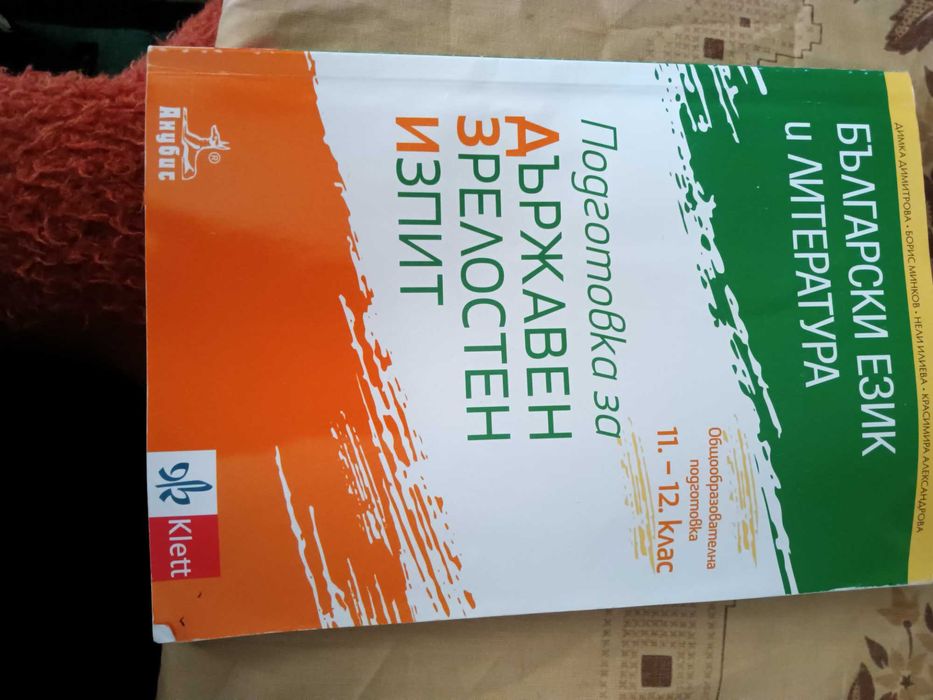 ДИМКА ДИМИТРОВА • БОРИС МИНКОВ • НЕЛИ ИЛИЕВА • КРАСИМИРА АЛЕКСАНДРОВА
БЪЛГАРСКИ ЕЗИК
и ЛИТЕРАТУРА
Общообразователна
подготовка
11. – 12. клас
Подготовка за
ДЪРЖАВЕН
ЗРЕЛОСТЕН
ИЗПИТ
Анубис
®
Klett